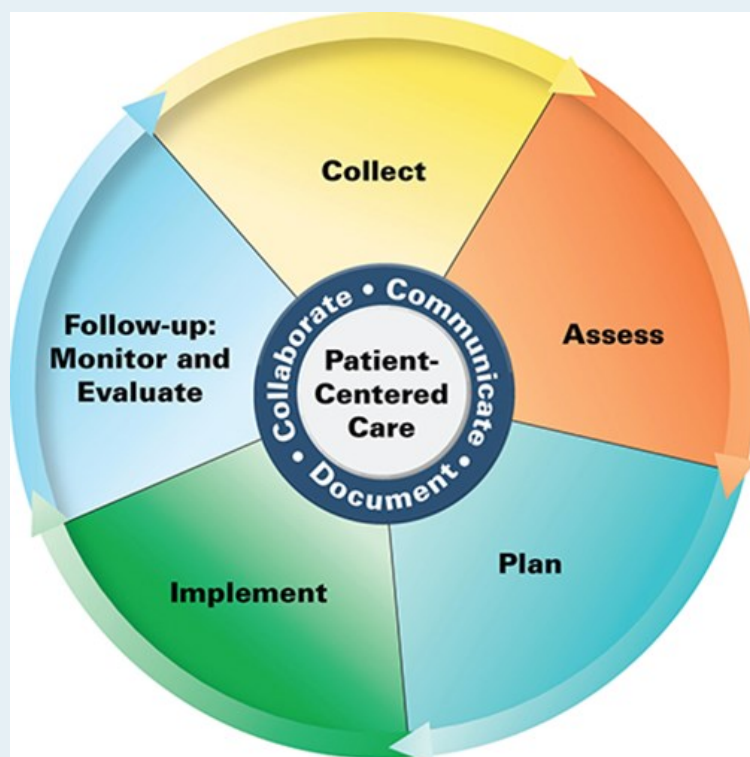 Collect
Assess
Plan
Implement
Follow-up:
Monitor and
Evaluate
Collaborate • Communicate • Document •
Patient-
Centered
Care